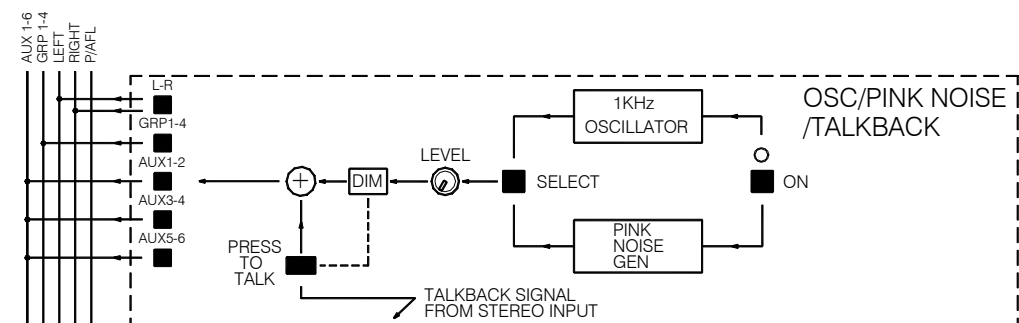 AUX 1-6
GRP 1-4
LEFT
RIGHT
P/AFL
L-R
GRP1-4
AUX1-2
AUX3-4
AUX5-6
PRESS
TO
TALK
DIM
LEVEL
SELECT
1KHz
OSCILLATOR
PINK
NOISE
GEN
ON
OSC/PINK NOISE
/TALKBACK
TALKBACK SIGNAL
FROM STEREO INPUT